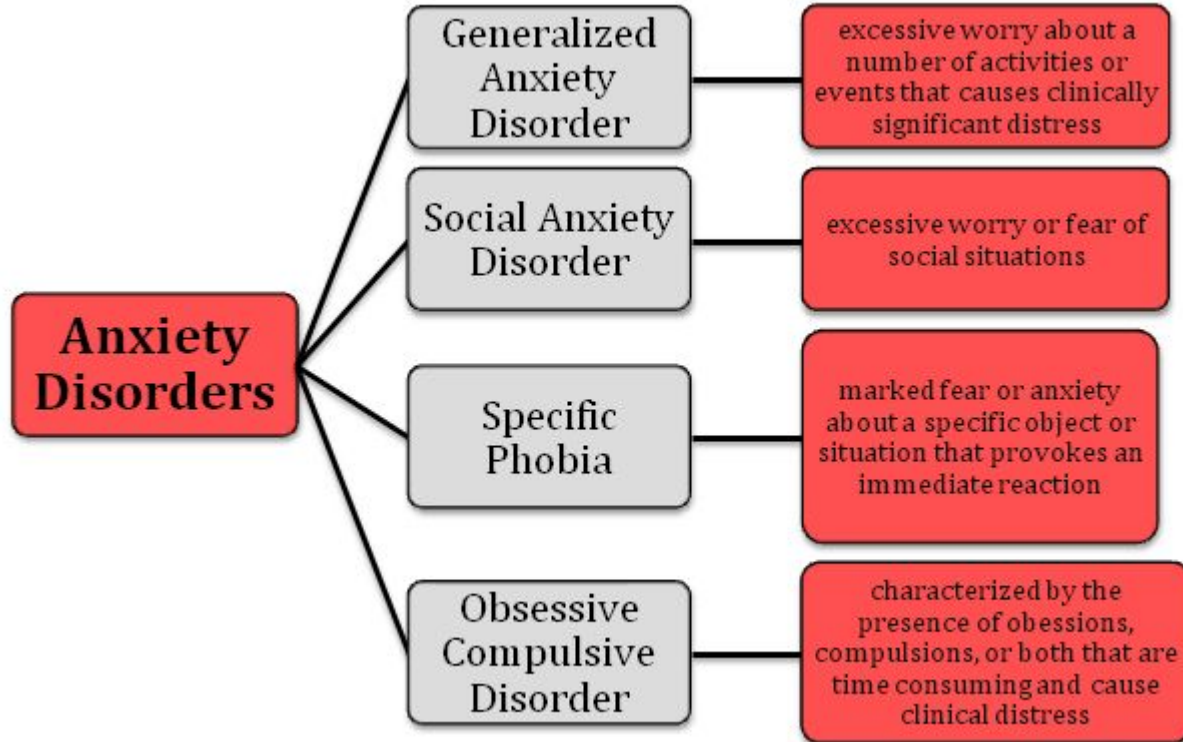 Generalized
Anxiety
Disorder
excessive worry about a
number of activities or
events that causes clinically
significant distress
Social Anxiety
Disorder
excessive worry or fear of
social situations
Anxiety
Disorders
Specific
Phobia
marked fear or anxiety
about a specific object or
situation that provokes an
immediate reaction
Obsessive
Compulsive
Disorder
characterized by the
presence of obessions,
compulsions, or both that are
time consuming and cause
clinical distress